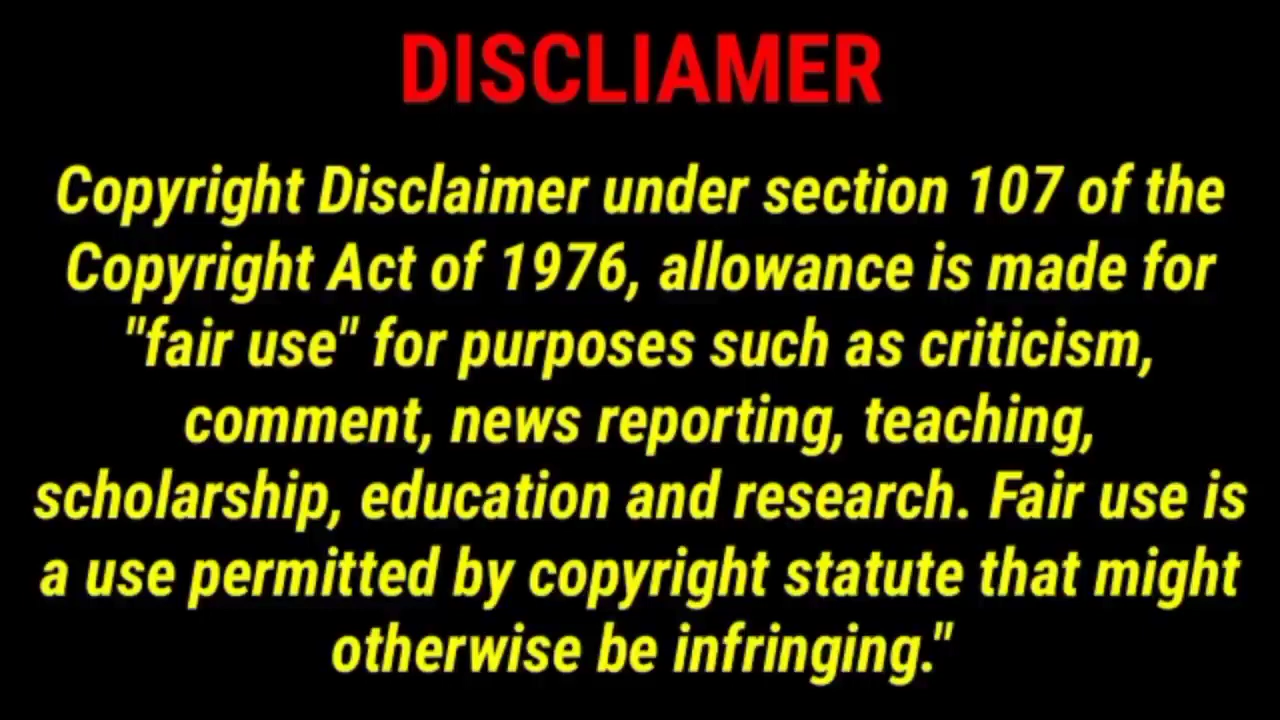 DISCLIAMER
Copyright Disclaimer under section 107 of the
Copyright Act of 1976, allowance is made for
"fair use" for purposes such as criticism,
comment, news reporting, teaching,
scholarship, education and research. Fair use is
a use permitted by copyright statute that might
otherwise be infringing."